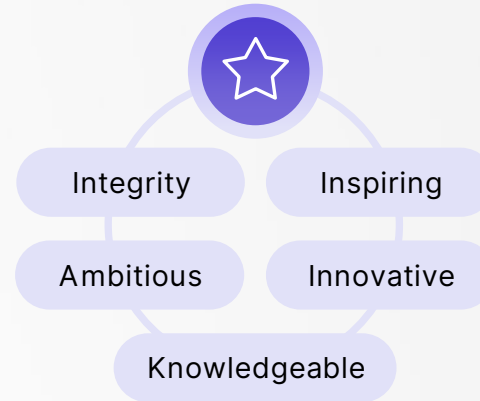 Integrity
Inspiring
Ambitious
Innovative
Knowledgeable